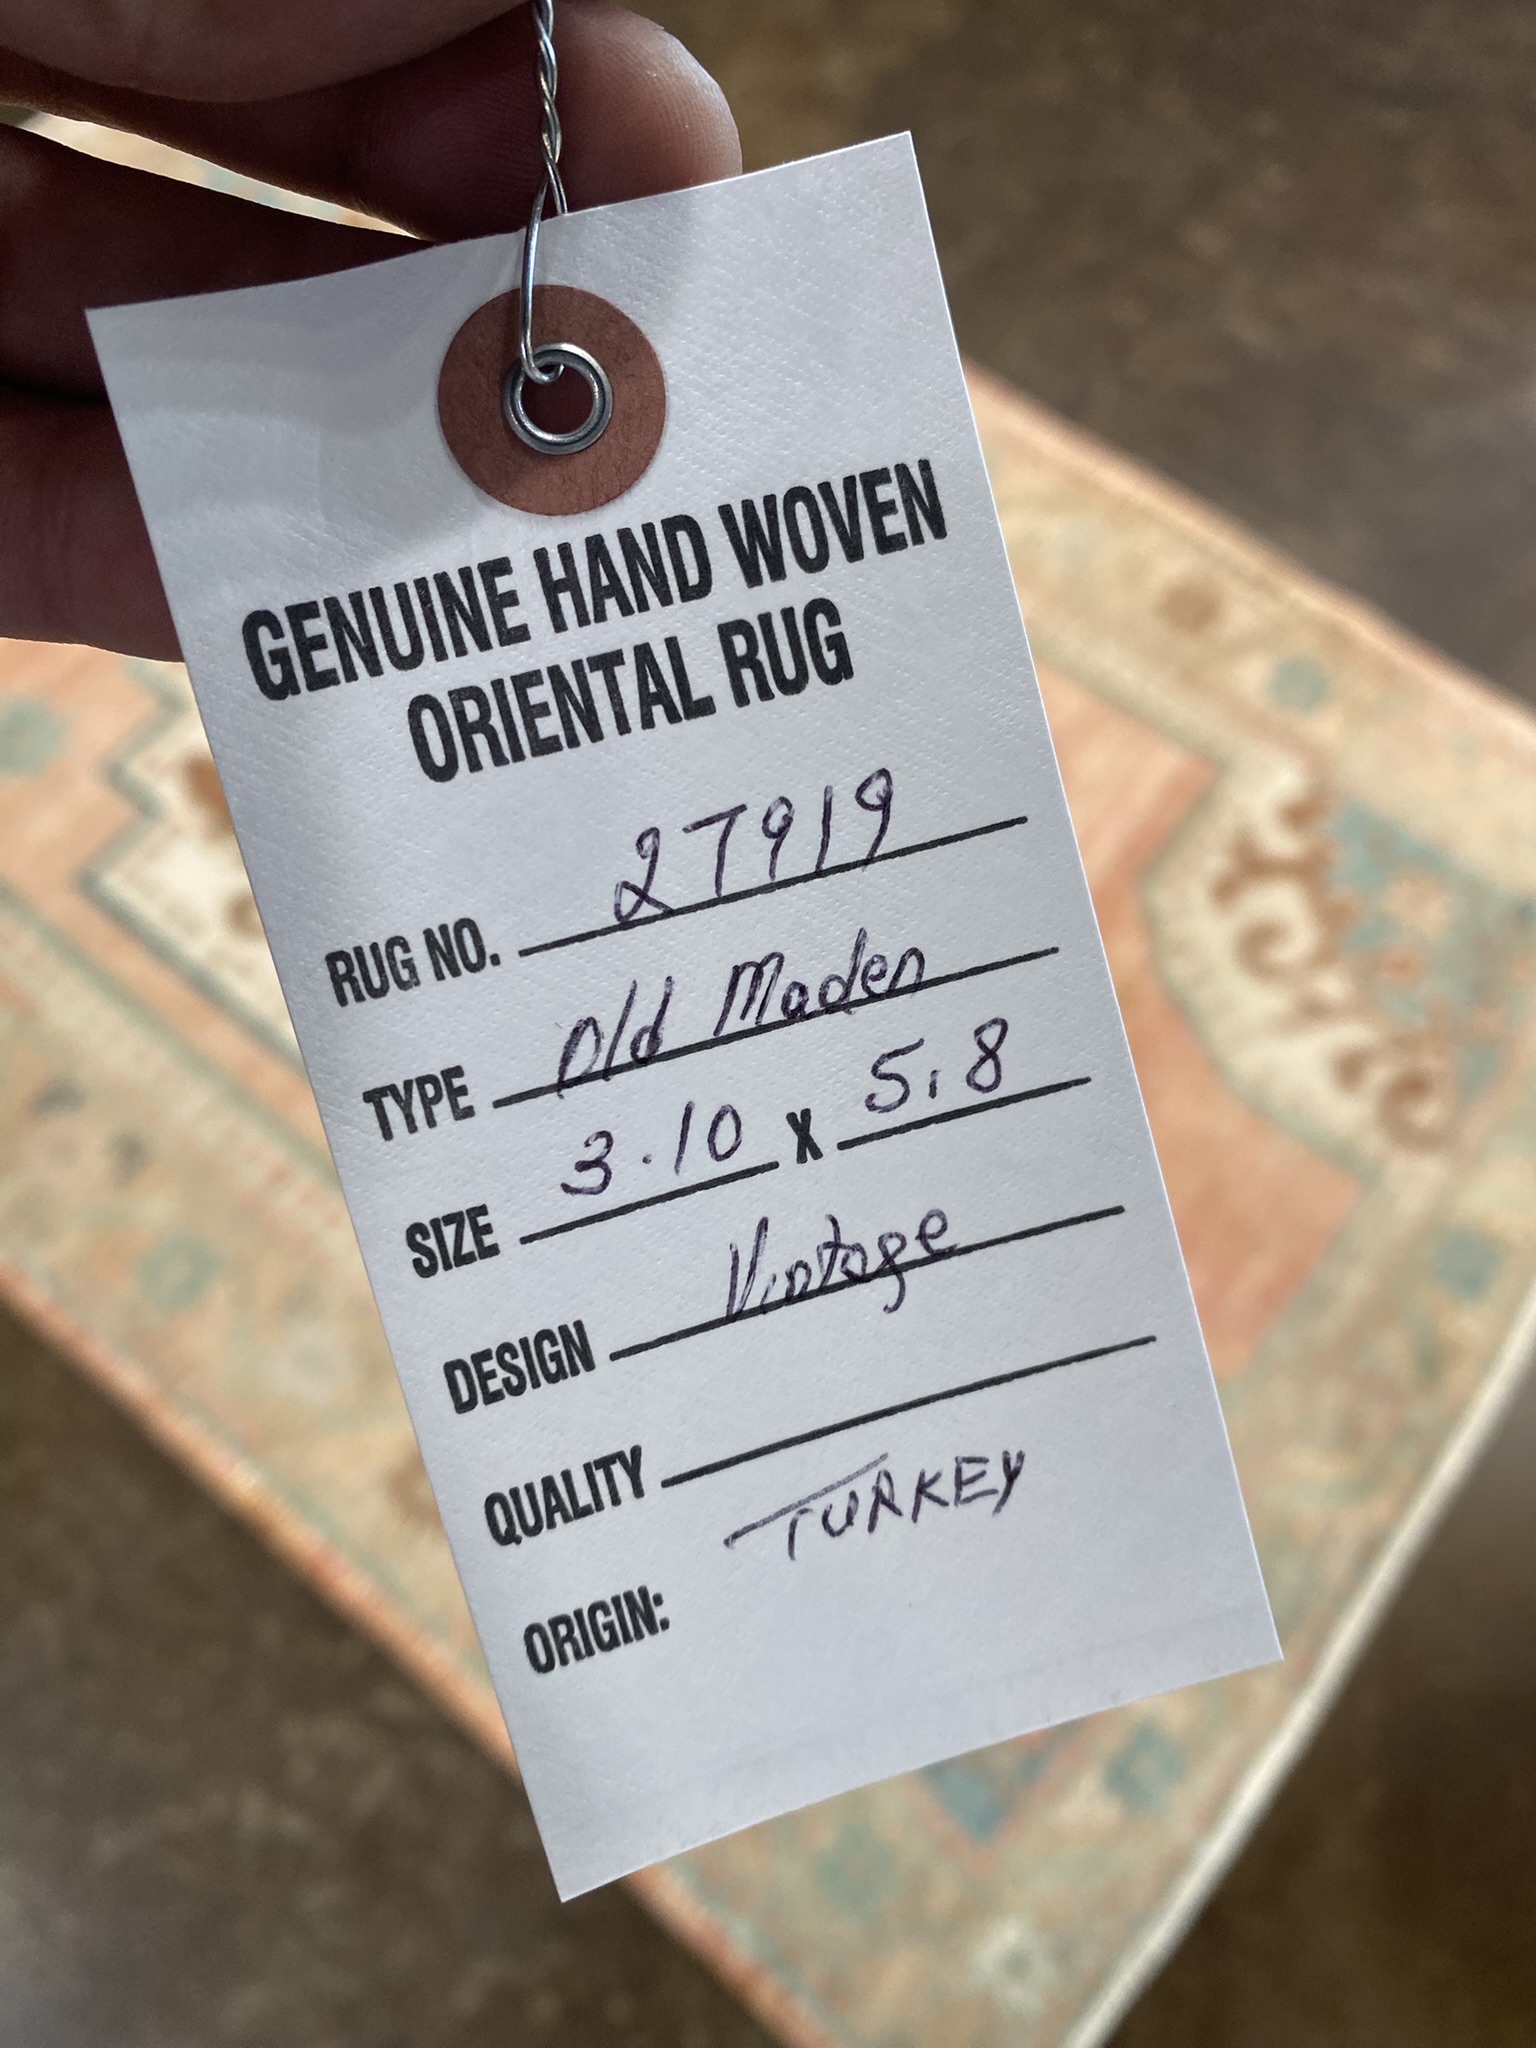 GENUINE HAND WOVEN
ORIENTAL RUG
RUG NO. 27919
TYPE Old Maden
SIZE 3.10 X 5.8
DESIGN Vintage
QUALITY
ORIGIN: TURKEY